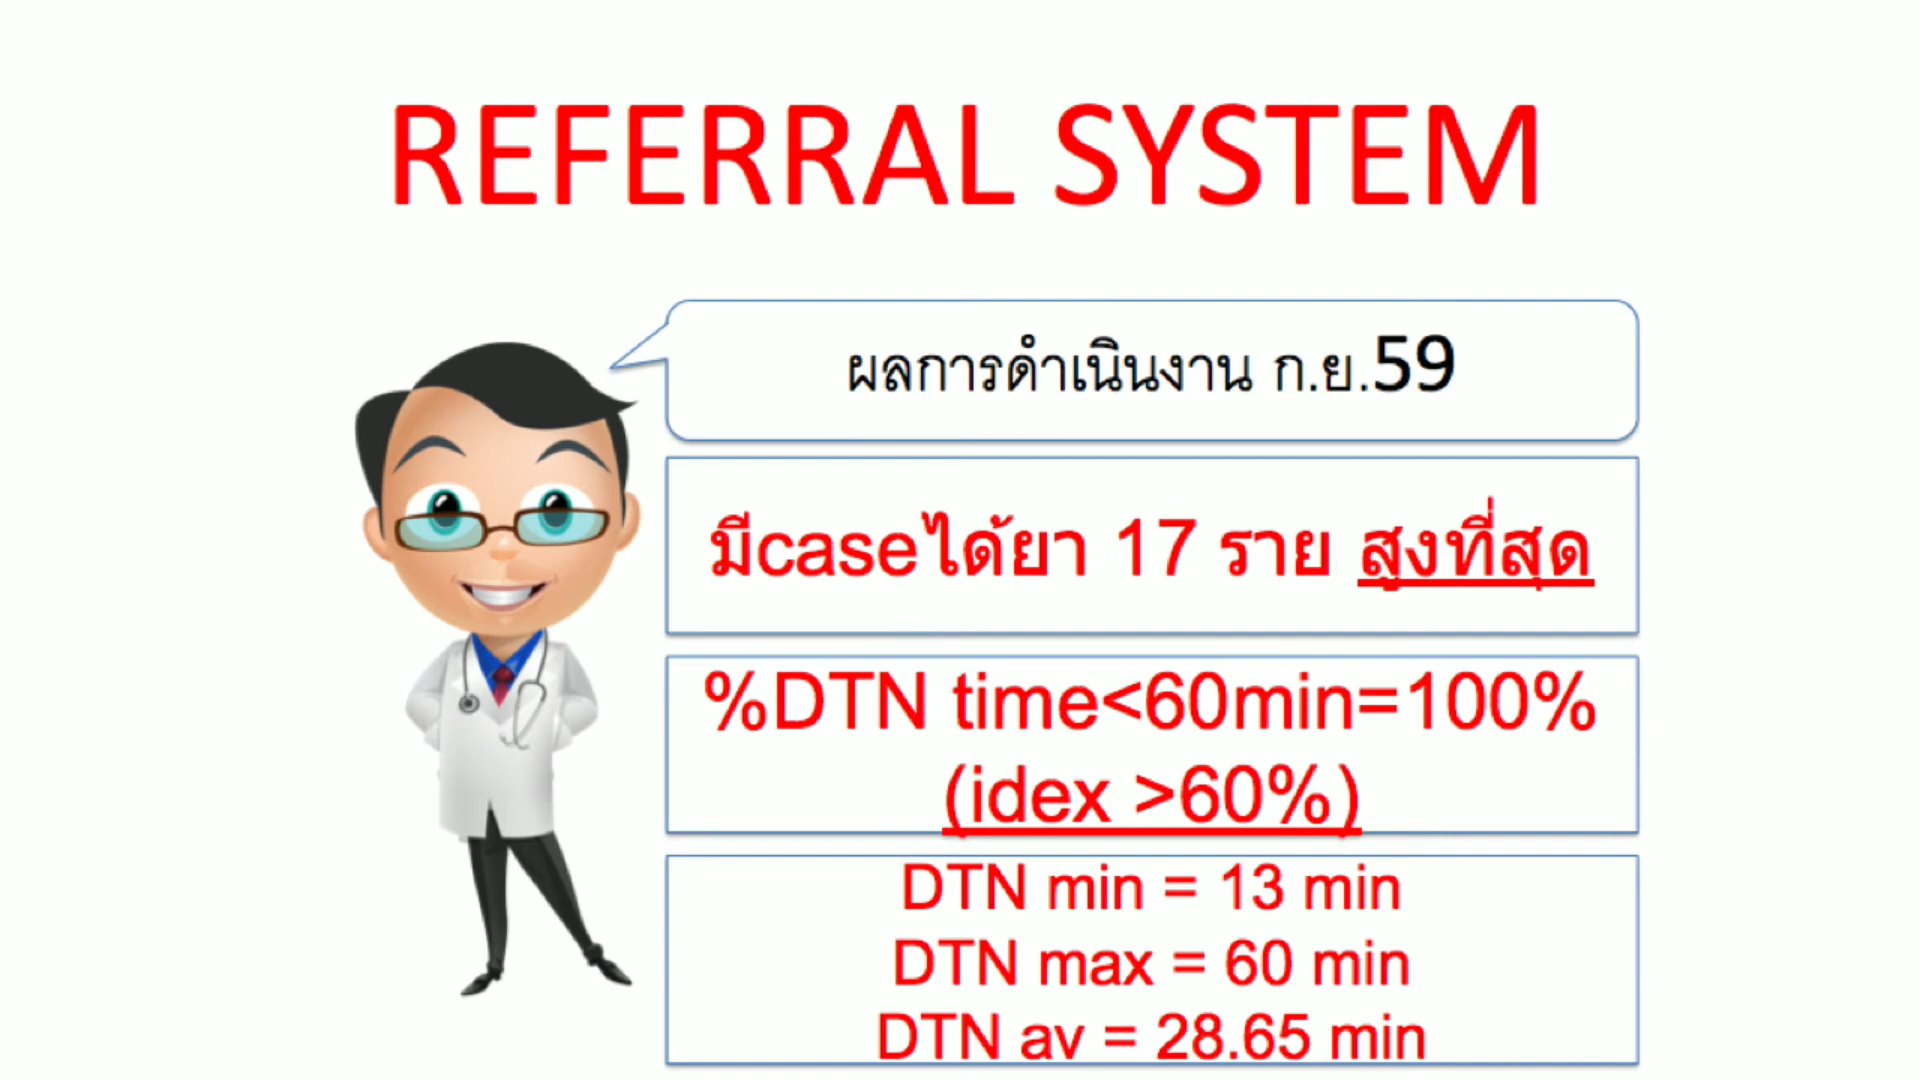 REFERRAL SYSTEM
ผลการดำเนินงาน ก.ย.59
มีcaseได้ยา 17 ราย สูงที่สุด
%DTN time<60min=100%
(idex >60%)
DTN min = 13 min
DTN max = 60 min
DTN av = 28.65 min